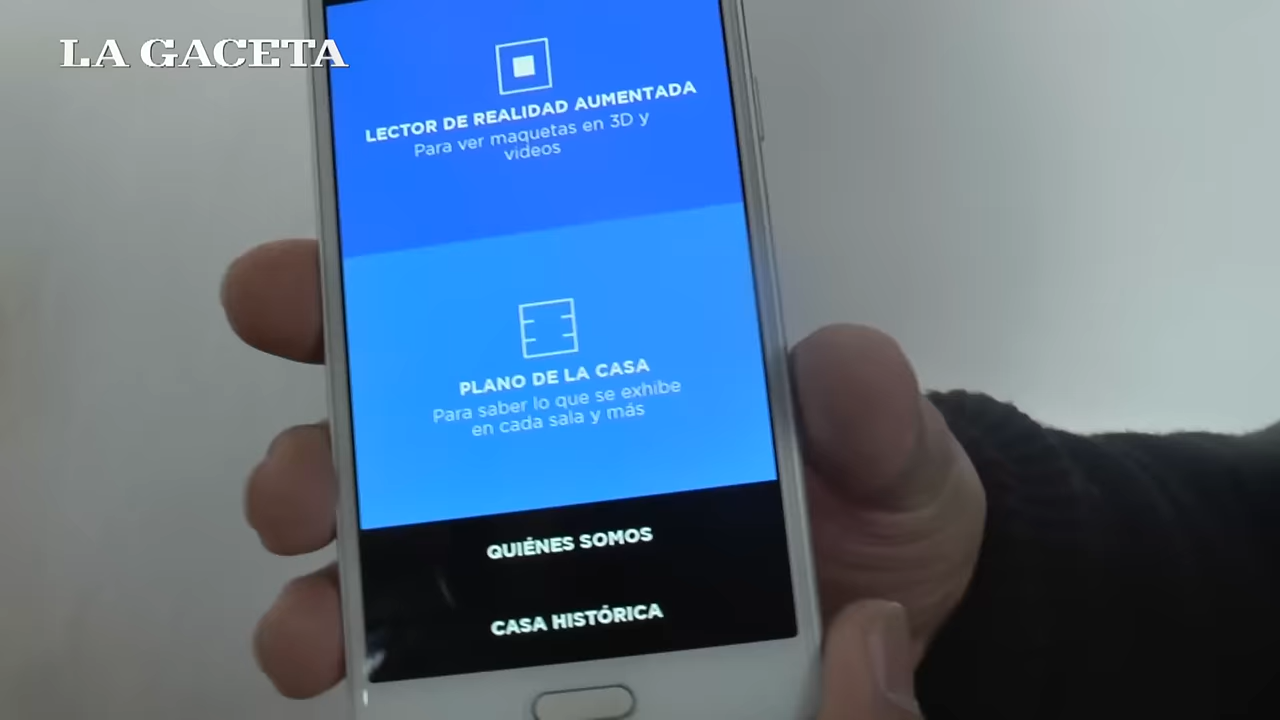 LA GACETA
LECTOR DE REALIDAD AUMENTADA
Para ver maquetas en 3D y
videos
PLANO DE LA CASA
Para saber lo que se exhibe
en cada sala y más
QUIÉNES SOMOS
CASA HISTÓRICA